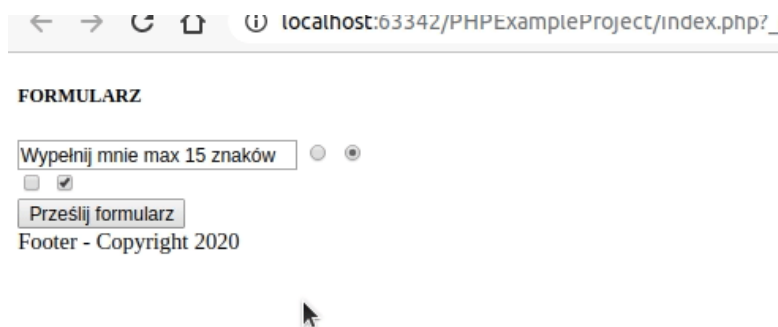 localhost:63342/PHPExampleProject/index.php?_
FORMULARZ
Wypełnij mnie max 15 znaków
Prześlij formularz
Footer - Copyright 2020